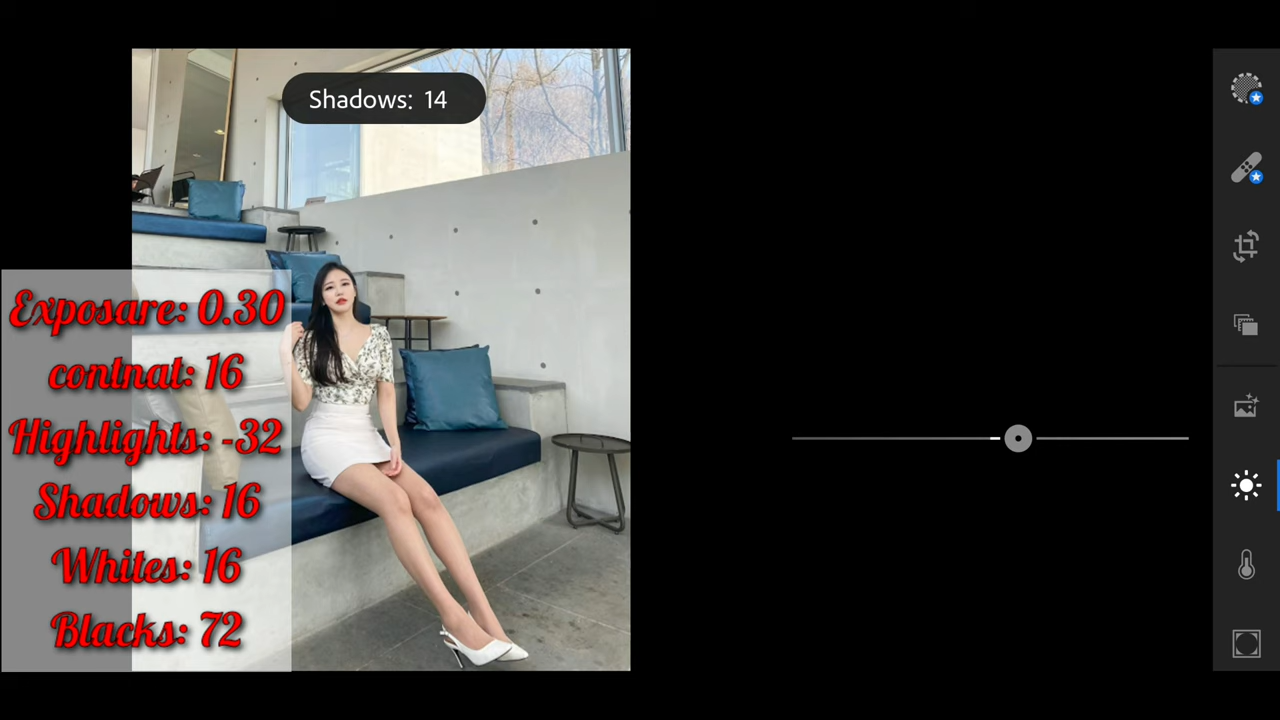 Shadows: 14
Exposare: 0.30
contnat: 16
Highlights: -32
Shadows: 16
Whites: 16
Blacks: 72